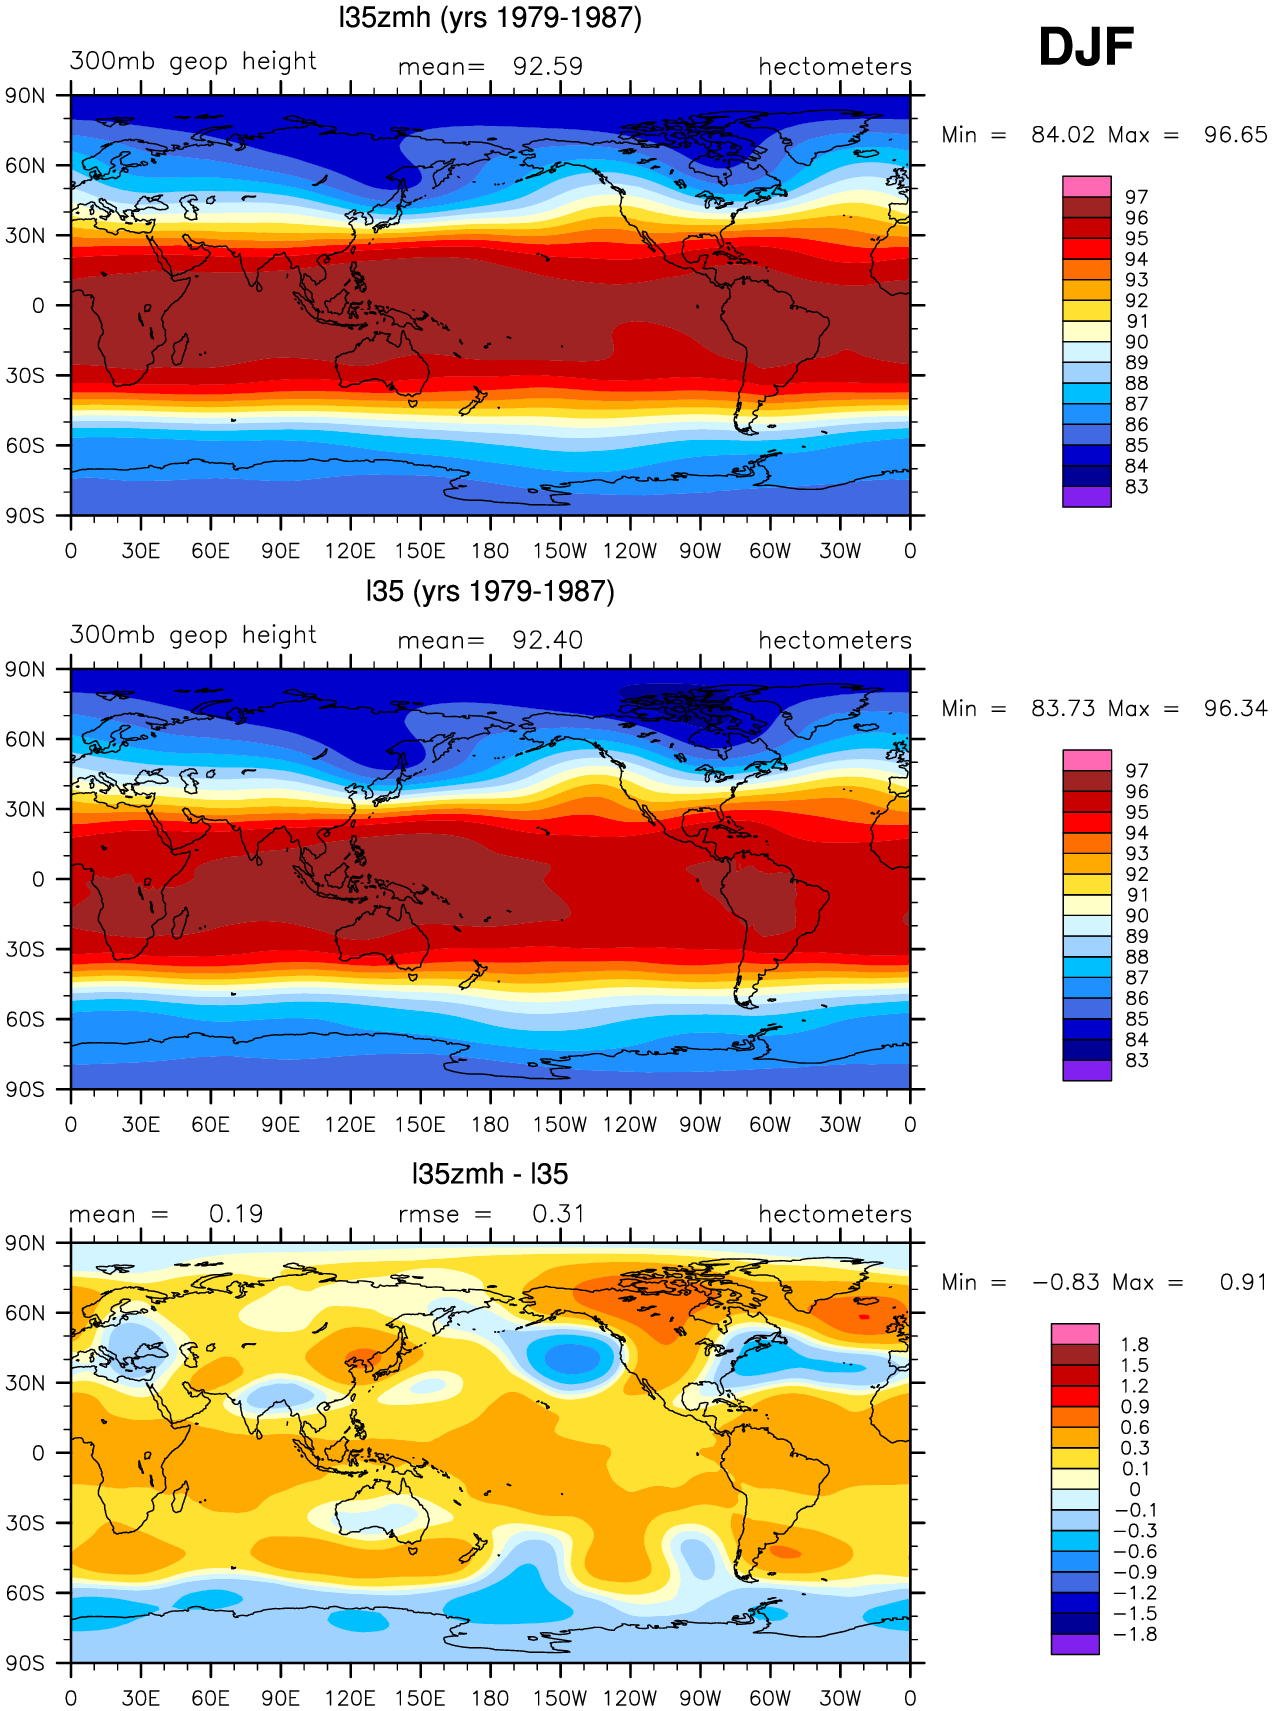 l35zmh (yrs 1979-1987)
DJF
300mb geop height mean= 92.59 hectometers
Min = 84.02 Max = 96.65
90N
60N
30N
0
30S
60S
90S
0 30E 60E 90E 120E 150E 180 150W 120W 90W 60W 30W 0
97
96
95
94
93
92
91
90
89
88
87
86
85
84
83
l35 (yrs 1979-1987)
300mb geop height mean= 92.40 hectometers
Min = 83.73 Max = 96.34
90N
60N
30N
0
30S
60S
90S
0 30E 60E 90E 120E 150E 180 150W 120W 90W 60W 30W 0
97
96
95
94
93
92
91
90
89
88
87
86
85
84
83
l35zmh - l35
mean = 0.19 rmse = 0.31 hectometers
Min = −0.83 Max = 0.91
90N
60N
30N
0
30S
60S
90S
0 30E 60E 90E 120E 150E 180 150W 120W 90W 60W 30W 0
1.8
1.5
1.2
0.9
0.6
0.3
0.1
0
−0.1
−0.3
−0.6
−0.9
−1.2
−1.5
−1.8